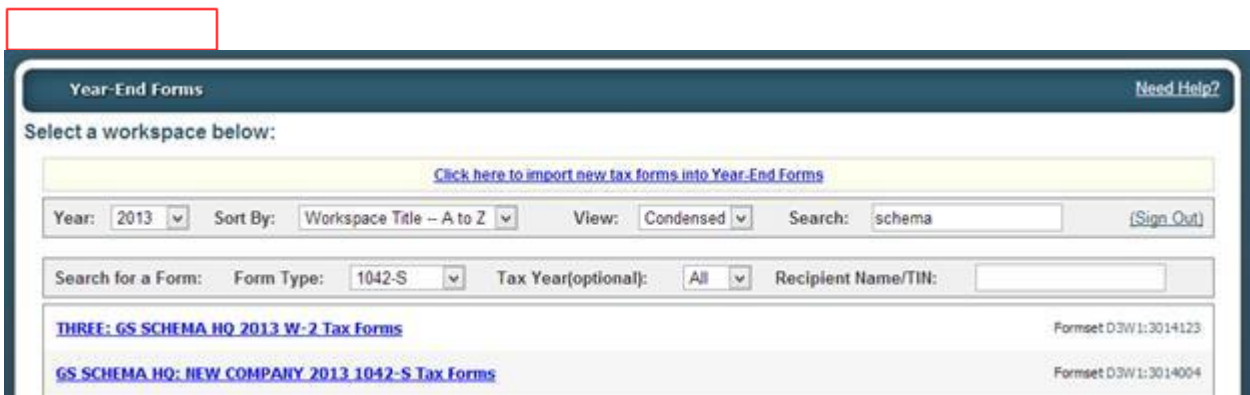 Year-End Forms Need Help?
Select a workspace below:
Click here to import new tax forms into Year-End Forms
Year: 2013 Sort By: Workspace Title -- A to Z View: Condensed Search: schema (Sign Out)
Search for a Form: Form Type: 1042-S Tax Year(optional): All Recipient Name/TIN:
THREE: GS SCHEMA HQ 2013 W-2 Tax Forms Formset D3W1:3014123
GS SCHEMA HQ: NEW COMPANY 2013 1042-S Tax Forms Formset D3W1:3014004